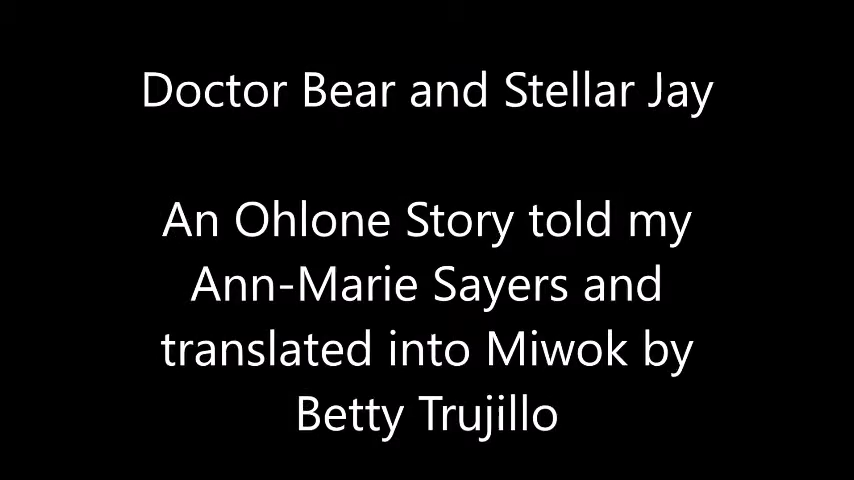 Doctor Bear and Stellar Jay
An Ohlone Story told my
Ann-Marie Sayers and
translated into Miwok by
Betty Trujillo